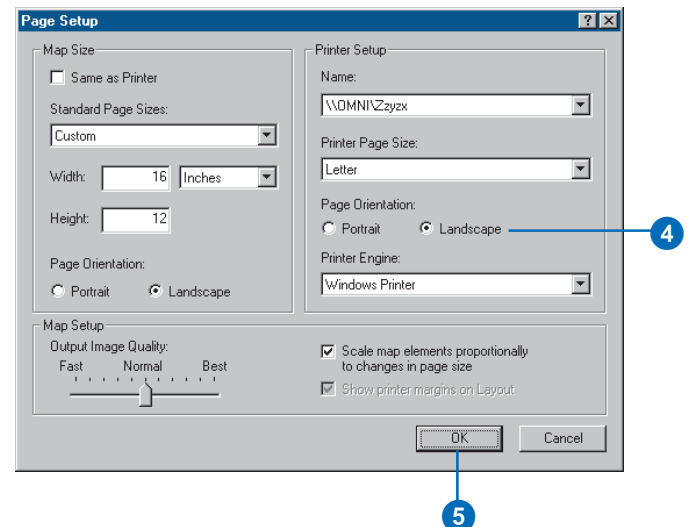 Page Setup
Map Size
Same as Printer
Standard Page Sizes:
Custom
Width: 16 Inches
Height: 12
Page Orientation:
Portrait Landscape
Printer Setup
Name:
\\OMNI\Zzyzx
Printer Page Size:
Letter
Page Orientation:
Portrait Landscape
4
Printer Engine:
Windows Printer
Map Setup
Output Image Quality:
Fast Normal Best
Scale map elements proportionally
to changes in page size
Show printer margins on Layout
OK Cancel
5